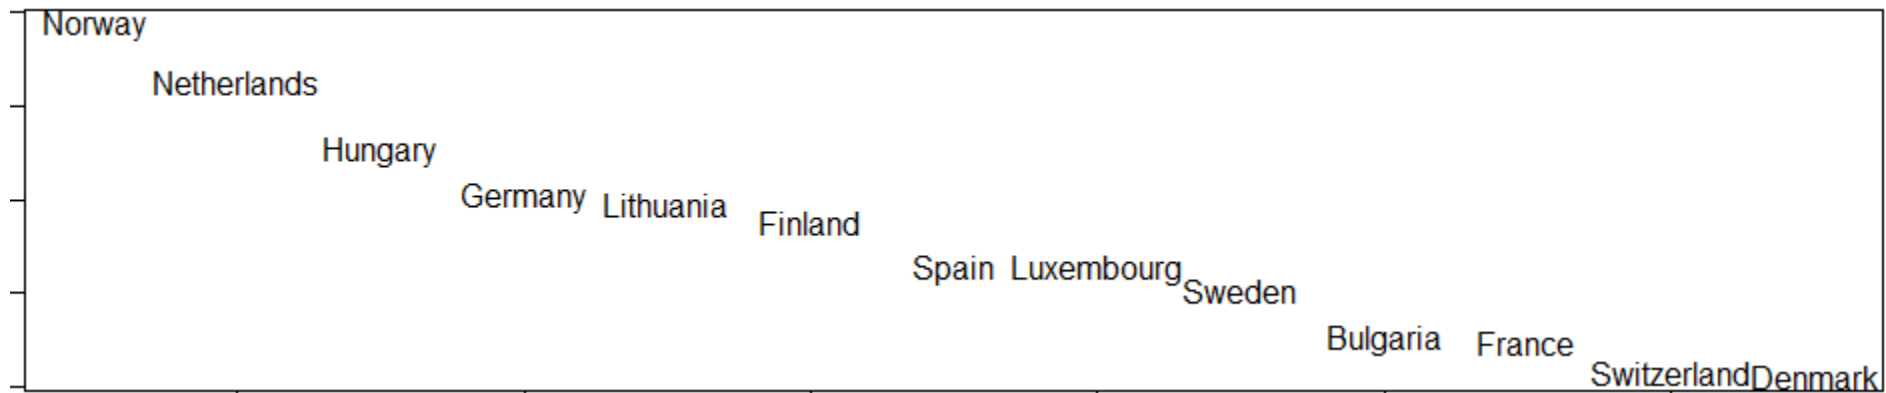 Norway
Netherlands
Hungary
Germany
Lithuania
Finland
Spain
Luxembourg
Sweden
Bulgaria
France
Switzerland
Denmark